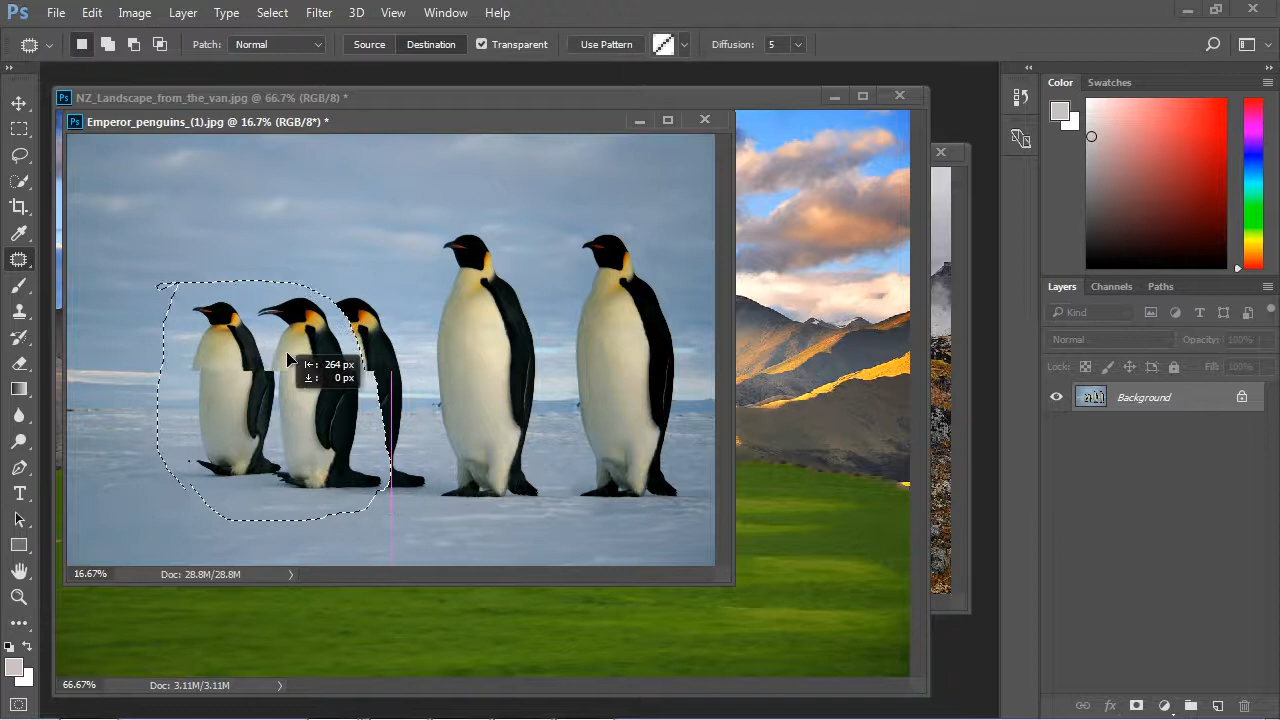 Ps File Edit Image Layer Type Select Filter 3D View Window Help
Patch: Normal Source Destination Transparent Use Pattern Diffusion: 5
Ps NZ_Landscape_from_the_van.jpg @ 66.7% (RGB/8) *
Ps Emperor_penguins_(1).jpg @ 16.7% (RGB/8*) *
264 px
0 px
16.67% Doc: 28.8M/28.8M
66.67% Doc: 3.11M/3.11M
Color Swatches
Layers Channels Paths
Kind
Normal Opacity: 100%
Lock: Fill: 100%
Background
fx